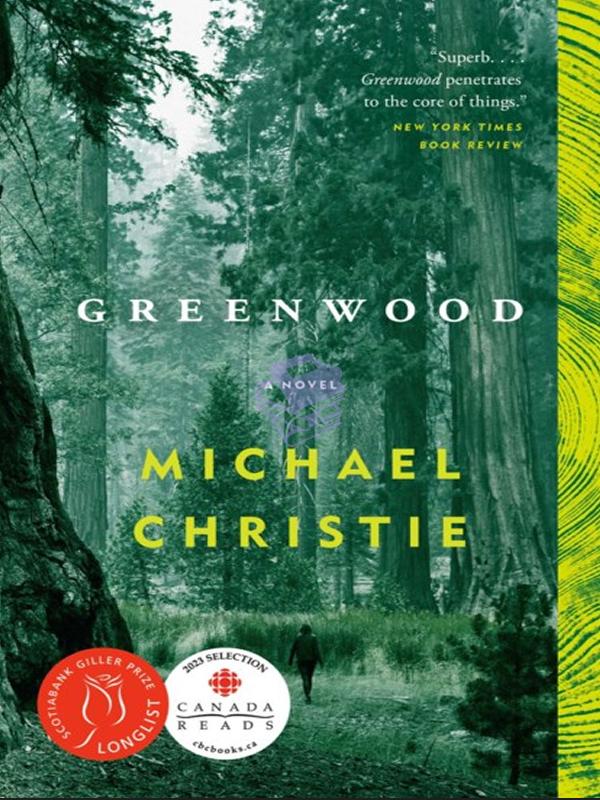 "Superb. . . .
Greenwood penetrates
to the core of things."
NEW YORK TIMES
BOOK REVIEW
GREENWOOD
A NOVEL
MICHAEL
CHRISTIE
SCOTIABANK GILLER PRIZE
LONGLIST
2023 SELECTION
CANADA
READS
cbcbooks.ca